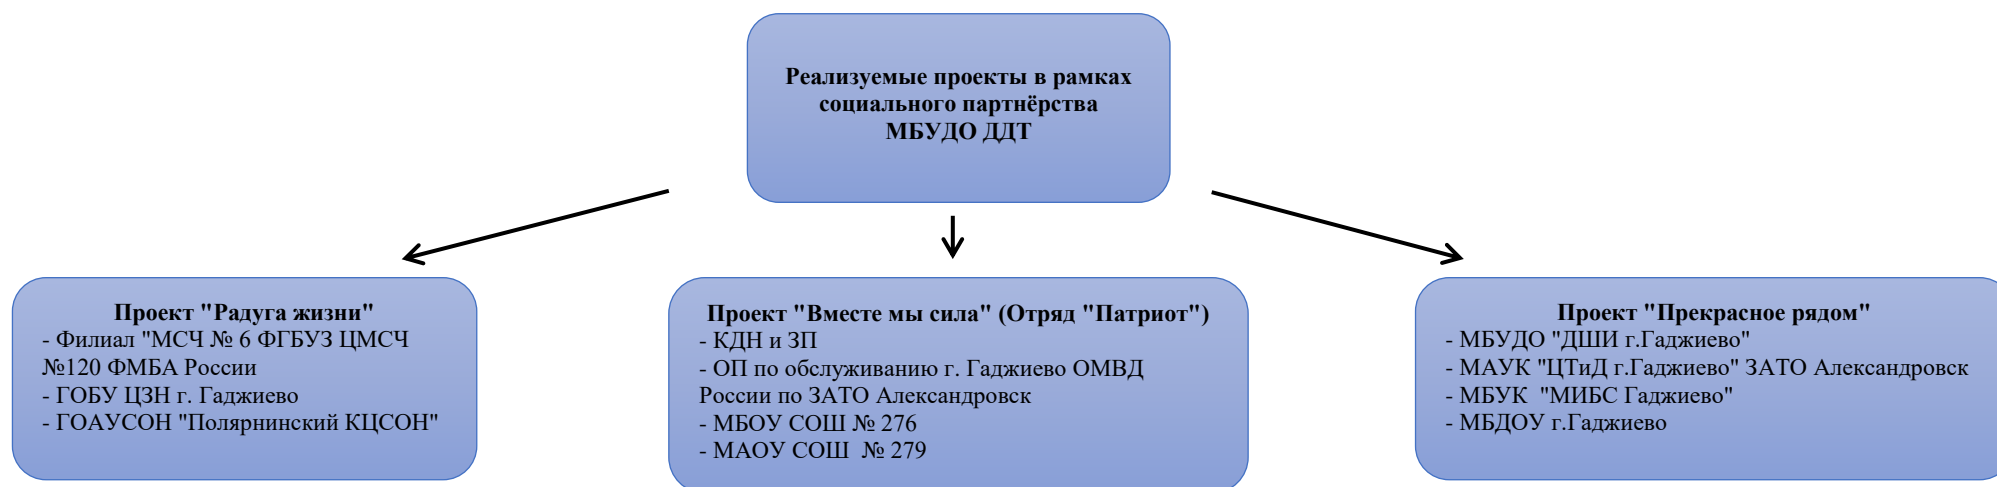 Реализуемые проекты в рамках
социального партнёрства
МБУДО ДДТ
Проект "Радуга жизни"
- Филиал "МСЧ № 6 ФГБУЗ ЦМСЧ
№120 ФМБА России
- ГОБУ ЦЗН г. Гаджиево
- ГОАУСОН "Полярнинский КЦСОН"
Проект "Вместе мы сила" (Отряд "Патриот")
- КДН и ЗП
- ОП по обслуживанию г. Гаджиево ОМВД
России по ЗАТО Александровск
- МБОУ СОШ № 276
- МАОУ СОШ № 279
Проект "Прекрасное рядом"
- МБУДО "ДШИ г.Гаджиево"
- МАУК "ЦТиД г.Гаджиево" ЗАТО Александровск
- МБУК "МИБС Гаджиево"
- МБДОУ г.Гаджиево